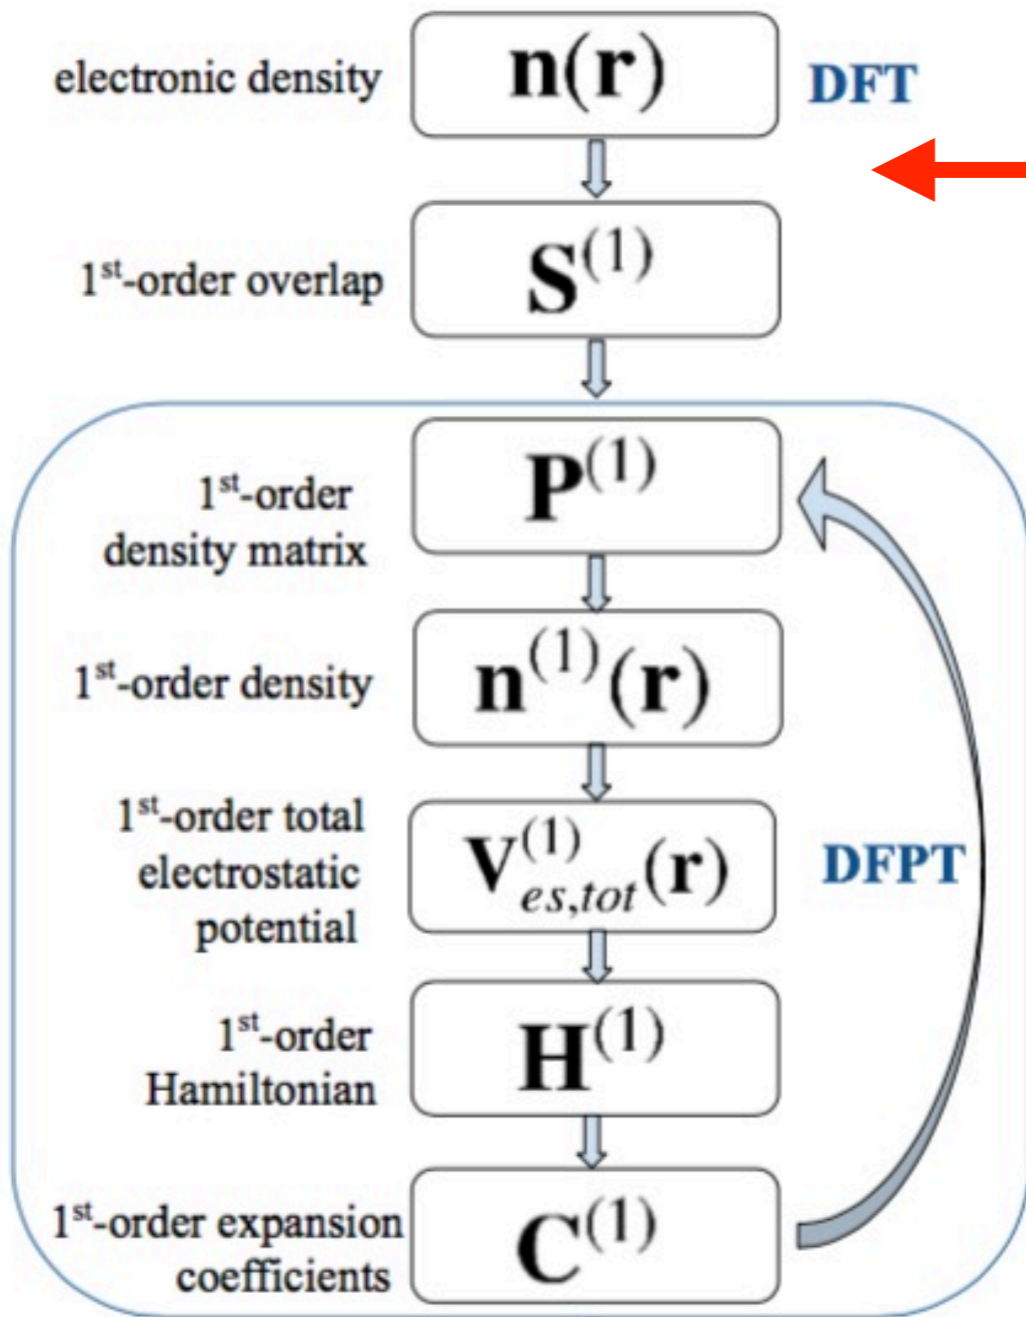 electronic density
n(r)
DFT
1st-order overlap
S(1)
1st-order
density matrix
P(1)
1st-order density
n(1)(r)
1st-order total
electrostatic
potential
V(1)es,tot(r)
DFPT
1st-order
Hamiltonian
H(1)
1st-order expansion
coefficients
C(1)